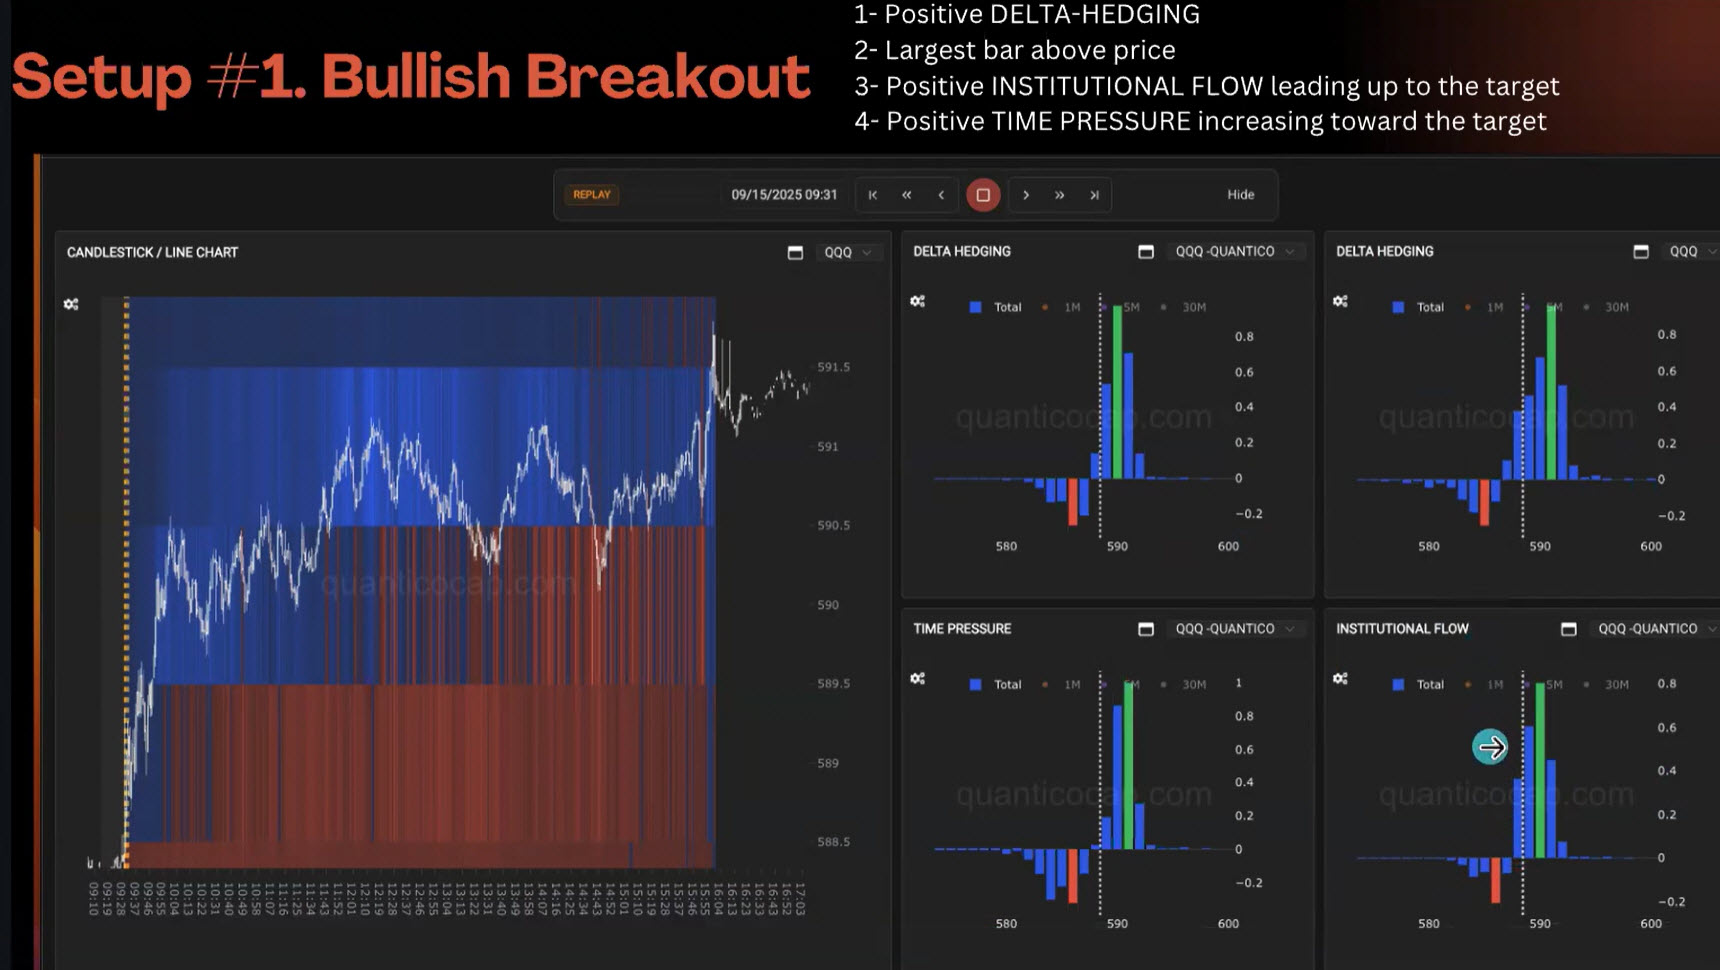 Setup #1. Bullish Breakout
1- Positive DELTA-HEDGING
2- Largest bar above price
3- Positive INSTITUTIONAL FLOW leading up to the target
4- Positive TIME PRESSURE increasing toward the target
REPLAY
09/15/2025 09:31
Hide
CANDLESTICK / LINE CHART
QQQ
591.5
591
590.5
590
589.5
589
588.5
quanticocap.com
09:10
09:19
09:28
09:37
09:46
09:55
10:04
10:13
10:22
10:31
10:40
10:49
10:58
11:07
11:16
11:25
11:34
11:43
11:52
12:01
12:10
12:19
12:28
12:37
12:46
12:55
13:04
13:13
13:22
13:31
13:40
13:49
13:58
14:07
14:16
14:25
14:34
14:43
14:52
15:01
15:10
15:19
15:28
15:37
15:46
15:55
16:04
16:13
16:23
16:33
16:43
16:52
17:03
DELTA HEDGING
QQQ -QUANTICO
Total 1M 5M 30M
0.8
0.6
0.4
0.2
0
-0.2
quanticocap.com
580 590 600
DELTA HEDGING
QQQ
Total 1M 5M 30M
0.8
0.6
0.4
0.2
0
-0.2
quanticocap.com
580 590 600
TIME PRESSURE
QQQ -QUANTICO
Total 1M 5M 30M
1
0.8
0.6
0.4
0.2
0
-0.2
quanticocap.com
580 590 600
INSTITUTIONAL FLOW
QQQ -QUANTICO
Total 1M 5M 30M
0.8
0.6
0.4
0.2
0
-0.2
quanticocap.com
580 590 600